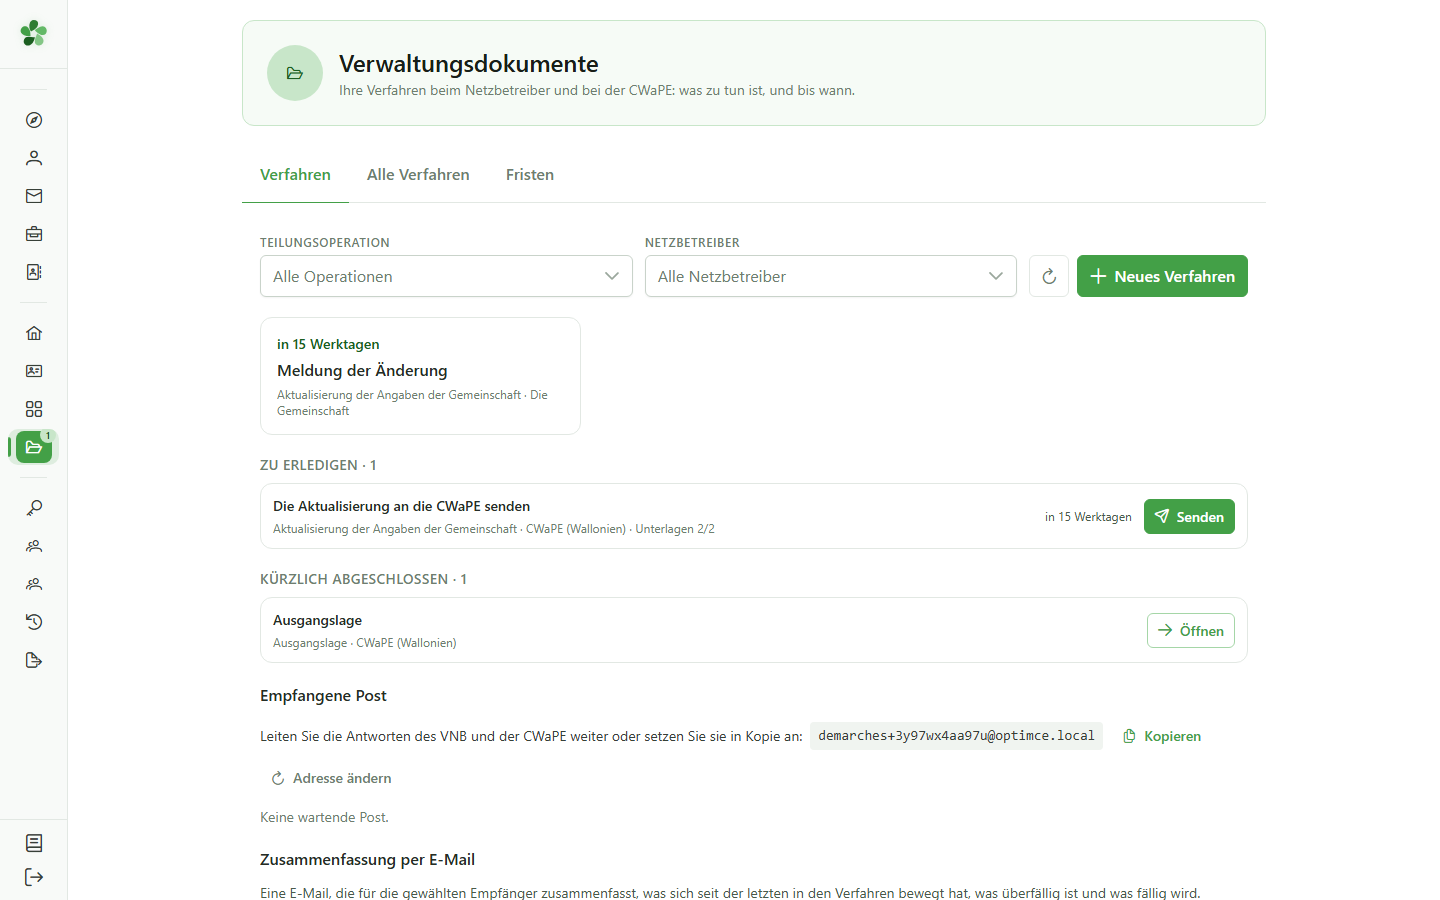 Verwaltungsdokumente
Ihre Verfahren beim Netzbetreiber und bei der CWaPE: was zu tun ist, und bis wann.
Verfahren
Alle Verfahren
Fristen
TEILUNGSOPERATION
NETZBETREIBER
Alle Operationen
Alle Netzbetreiber
Neues Verfahren
in 15 Werktagen
Meldung der Änderung
Aktualisierung der Angaben der Gemeinschaft · Die
Gemeinschaft
1
ZU ERLEDIGEN · 1
Die Aktualisierung an die CWaPE senden
Aktualisierung der Angaben der Gemeinschaft · CWaPE (Wallonien) · Unterlagen 2/2
in 15 Werktagen
Senden
KÜRZLICH ABGESCHLOSSEN · 1
Ausgangslage
Ausgangslage · CWaPE (Wallonien)
Öffnen
Empfangene Post
Leiten Sie die Antworten des VNB und der CWaPE weiter oder setzen Sie sie in Kopie an: demarches+3y97wx4aa97u@optimce.local Kopieren
Adresse ändern
Keine wartende Post.
Zusammenfassung per E-Mail
Eine E-Mail, die für die gewählten Empfänger zusammenfasst, was sich seit der letzten in den Verfahren bewegt hat, was überfällig ist und was fällig wird.